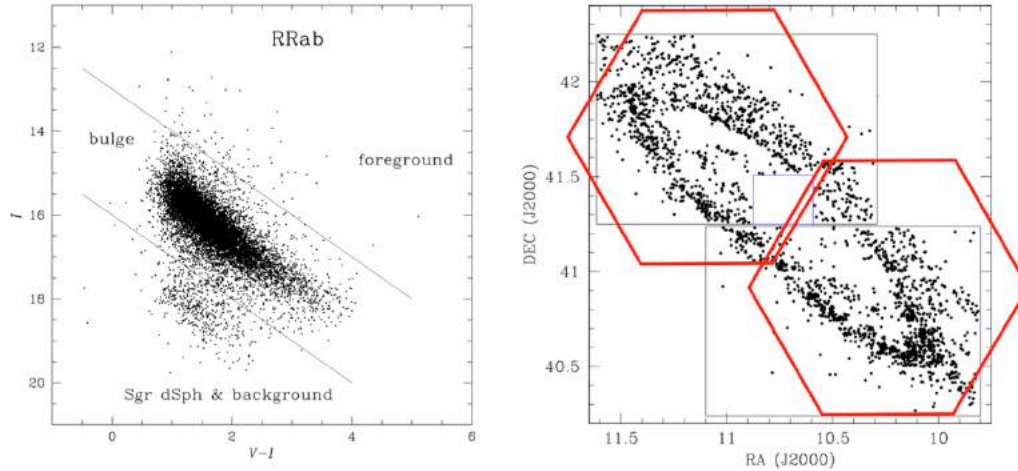 RRab
bulge
foreground
Sgr dSph & background
12
14
16
18
20
I
0
2
4
6
V-I
42
41.5
41
40.5
DEC (J2000)
11.5
11
10.5
10
RA (J2000)